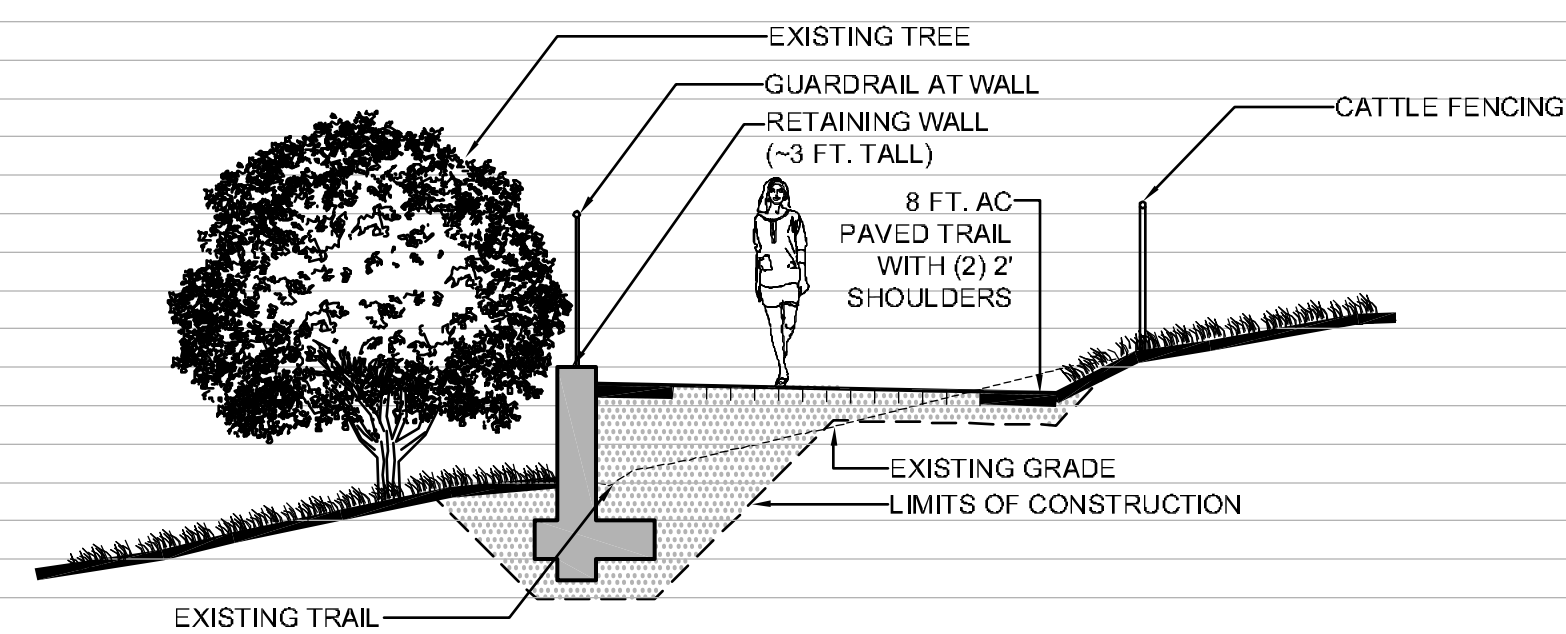 EXISTING TREE
GUARDRAIL AT WALL
RETAINING WALL
(~3 FT. TALL)
CATTLE FENCING
8 FT. AC
PAVED TRAIL
WITH (2) 2'
SHOULDERS
EXISTING GRADE
LIMITS OF CONSTRUCTION
EXISTING TRAIL